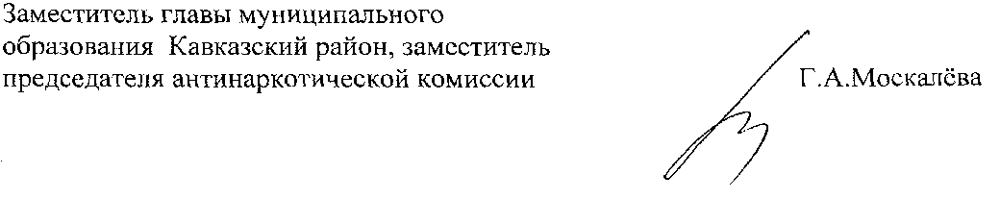 Заместитель главы муниципального
образования Кавказский район, заместитель
председателя антинаркотической комиссии Г.А.Москалёва